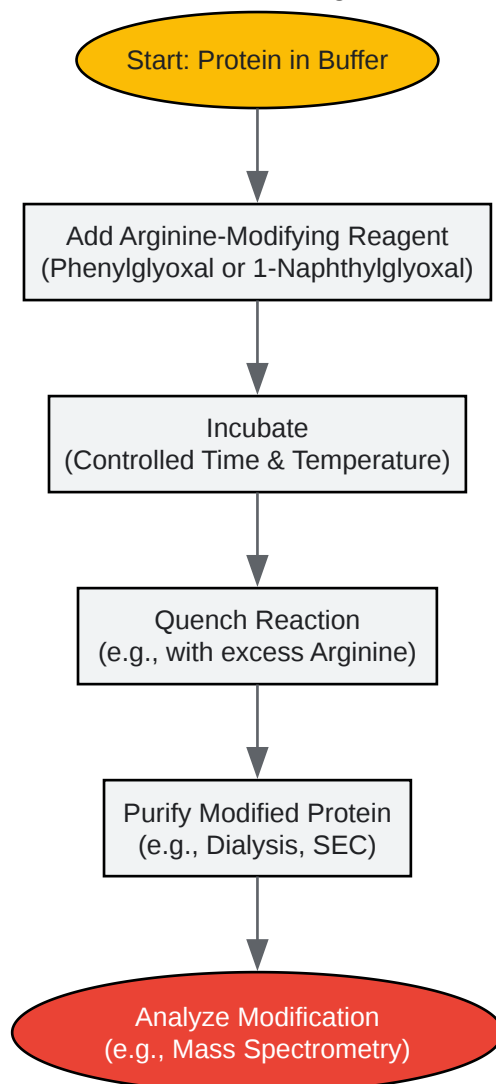 Start: Protein in Buffer
Add Arginine-Modifying Reagent
(Phenylglyoxal or 1-Naphthylglyoxal)
Incubate
(Controlled Time & Temperature)
Quench Reaction
(e.g., with excess Arginine)
Purify Modified Protein
(e.g., Dialysis, SEC)
Analyze Modification
(e.g., Mass Spectrometry)